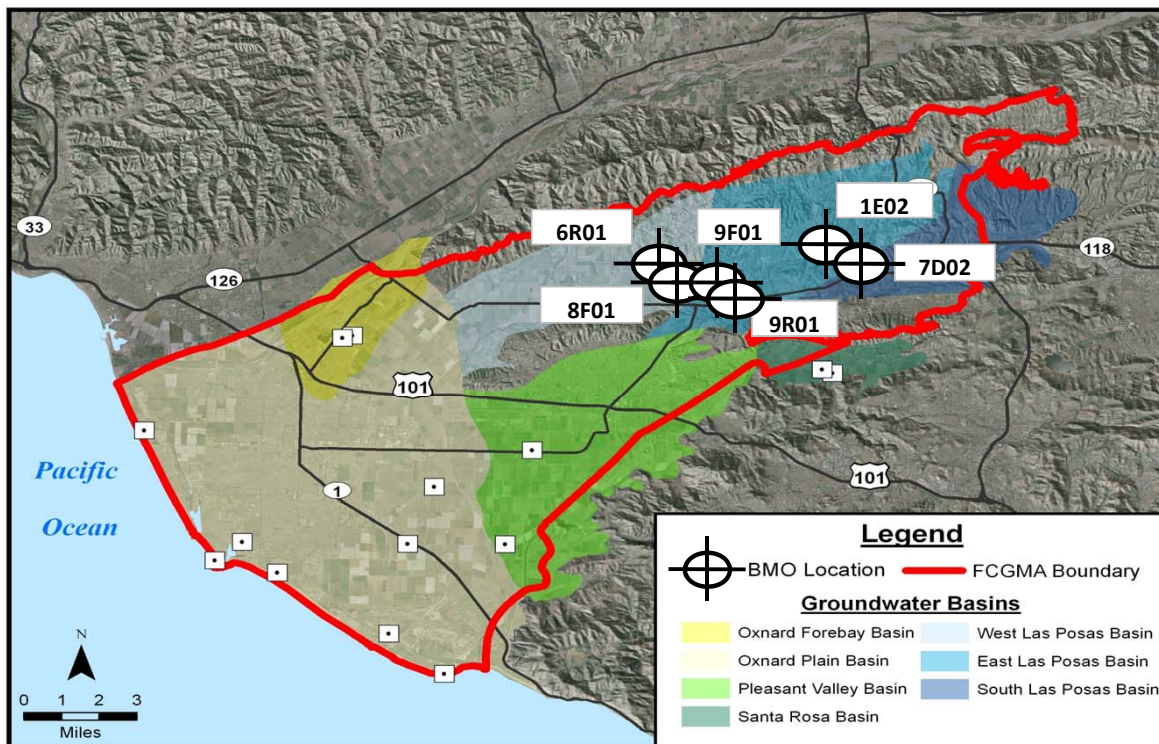 33
126
118
6R01
9F01
1E02
7D02
8F01
9R01
101
1
101
Pacific
Ocean
N
0 1 2 3
Miles
Legend
BMO Location
FCGMA Boundary
Groundwater Basins
Oxnard Forebay Basin
West Las Posas Basin
Oxnard Plain Basin
East Las Posas Basin
Pleasant Valley Basin
South Las Posas Basin
Santa Rosa Basin